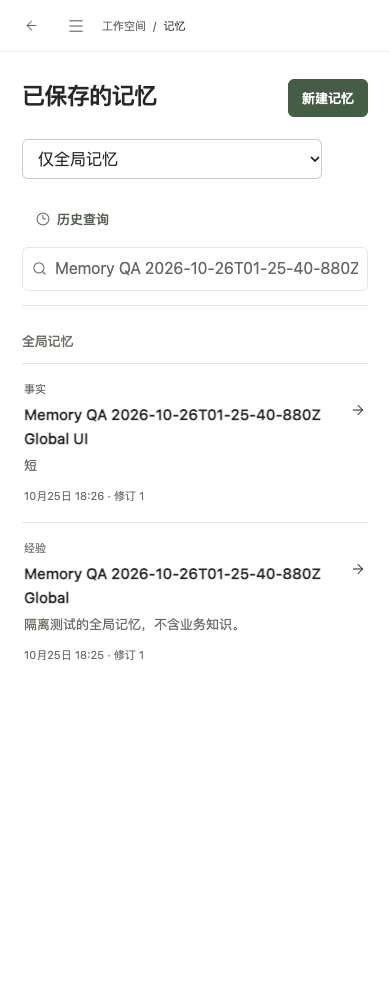 工作空间 / 记忆
已保存的记忆
新建记忆
仅全局记忆
历史查询
Memory QA 2026-10-26T01-25-40-880Z
全局记忆
事实
Memory QA 2026-10-26T01-25-40-880Z
Global UI
短
10月25日 18:26 · 修订 1
经验
Memory QA 2026-10-26T01-25-40-880Z
Global
隔离测试的全局记忆，不含业务知识。
10月25日 18:25 · 修订 1